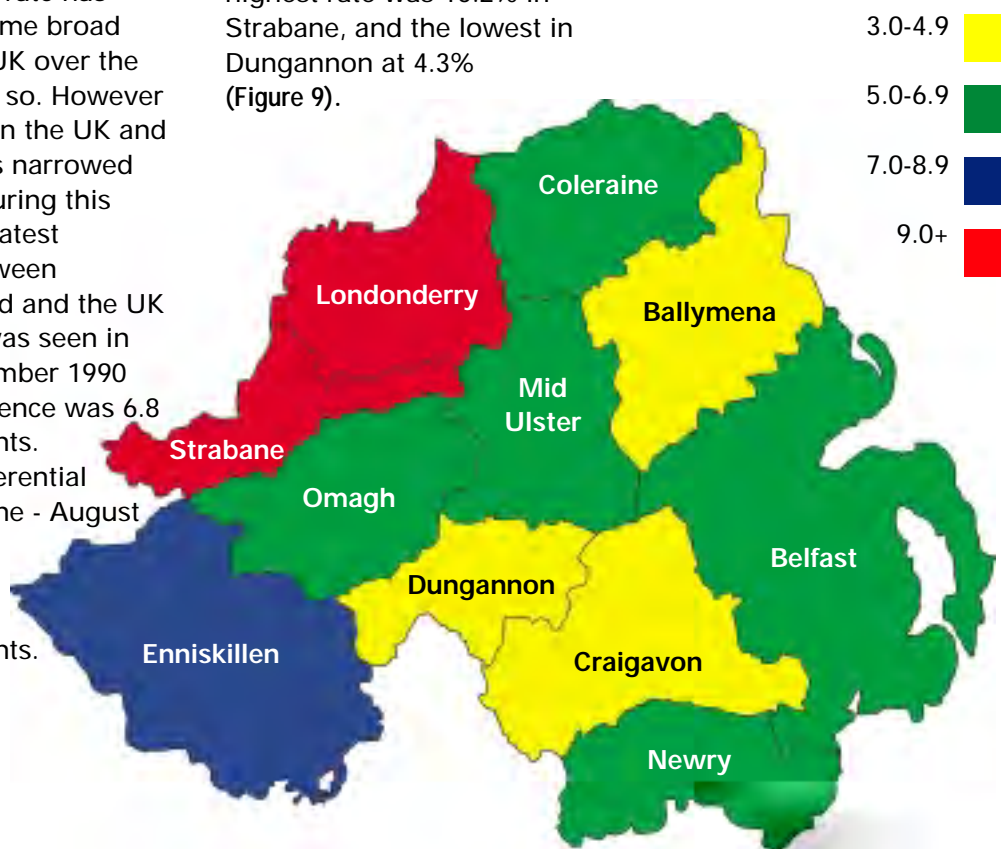 me broad
UK over the
so. However
n the UK and
s narrowed
uring this
atest
ween
d and the UK
was seen in
mber 1990
ence was 6.8
nts.
erential
ne - August
nts.
Strabane, and the lowest in
Dungannon at 4.3%
(Figure 9).
3.0-4.9
5.0-6.9
7.0-8.9
9.0+
Coleraine
Londonderry
Ballymena
Mid
Ulster
Strabane
Omagh
Belfast
Dungannon
Enniskillen
Craigavon
Newry